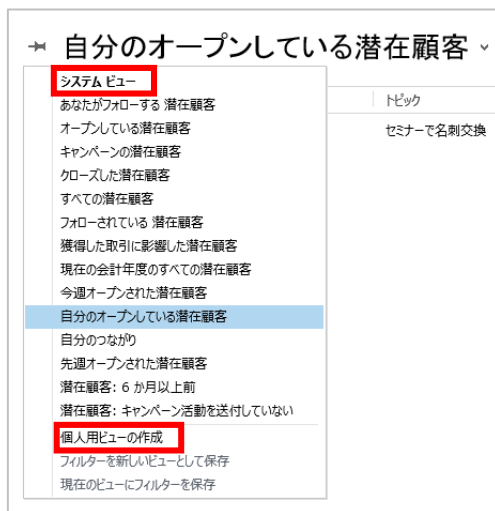 自分のオープンしている潜在顧客
システム ビュー
あなたがフォローする 潜在顧客
オープンしている潜在顧客
キャンペーンの潜在顧客
クローズした潜在顧客
すべての潜在顧客
フォローされている 潜在顧客
獲得した取引に影響した潜在顧客
現在の会計年度のすべての潜在顧客
今週オープンされた潜在顧客
自分のオープンしている潜在顧客
自分のつながり
先週オープンされた潜在顧客
潜在顧客: 6 か月以上前
潜在顧客: キャンペーン活動を送付していない
個人用ビューの作成
フィルターを新しいビューとして保存
現在のビューにフィルターを保存
トピック
セミナーで名刺交換